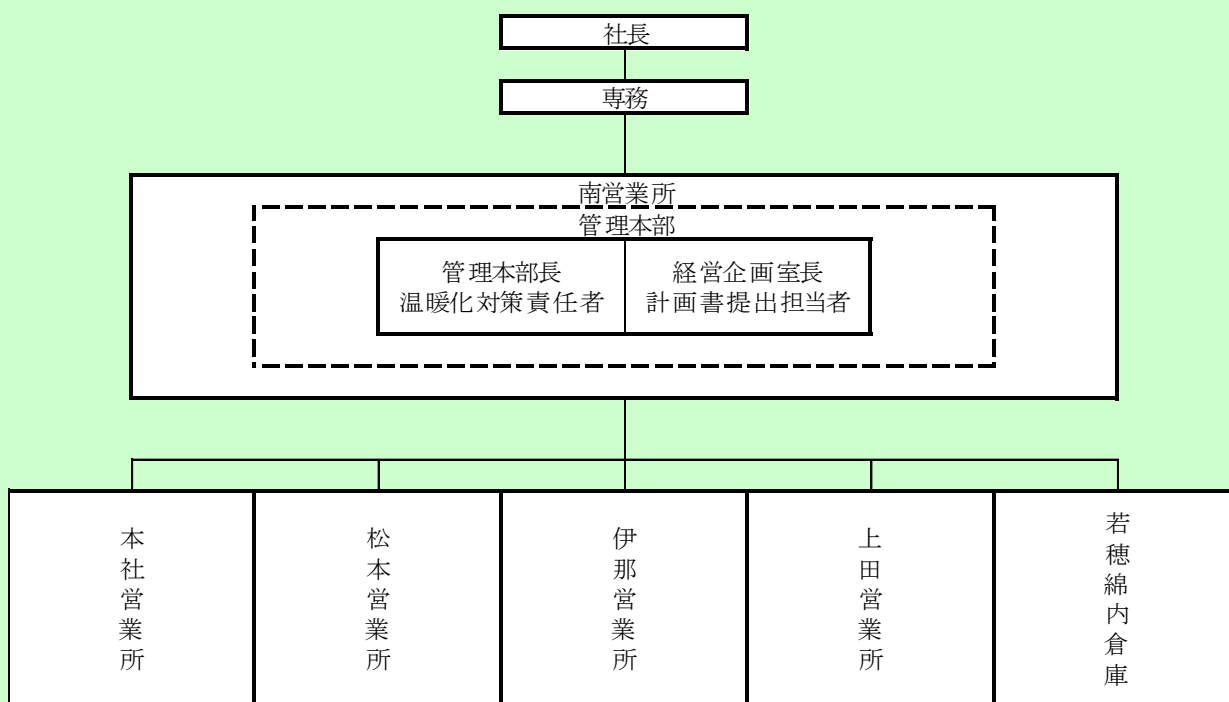 社長
専務
南営業所
管理本部
管理本部長
温暖化対策責任者
経営企画室長
計画書提出担当者
本社営業所
松本営業所
伊那営業所
上田営業所
若穂綿内倉庫